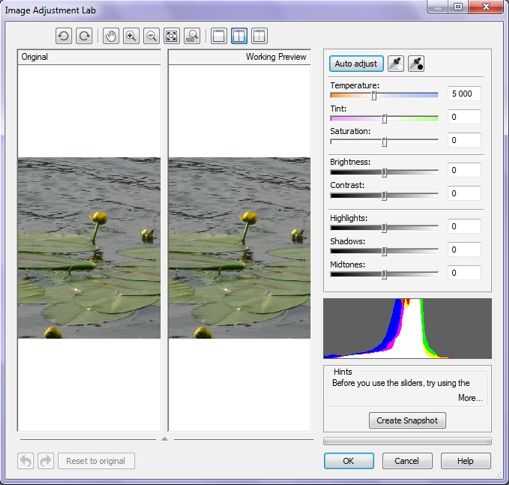 Image Adjustment Lab
100
Original
Working Preview
Auto adjust
Temperature:
5 000
Tint:
0
Saturation:
0
Brightness:
0
Contrast:
0
Highlights:
0
Shadows:
0
Midtones:
0
Hints
Before you use the sliders, try using the
More...
Create Snapshot
Reset to original
OK
Cancel
Help